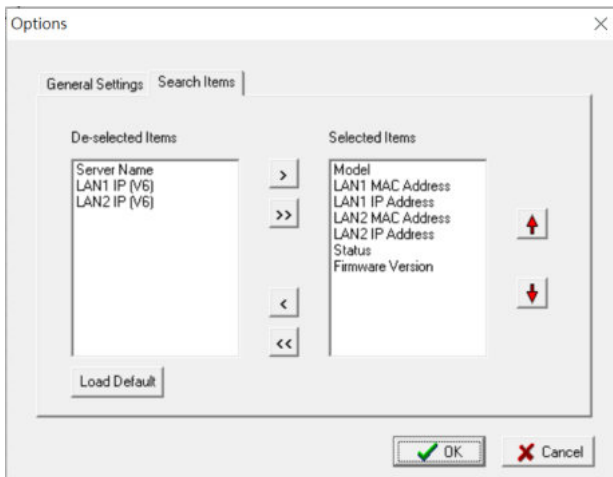 Options
General Settings
Search Items
De-selected Items
Selected Items
Server Name
LAN1 IP (V6)
LAN2 IP (V6)
>
>>
<
<<
Model
LAN1 MAC Address
LAN1 IP Address
LAN2 MAC Address
LAN2 IP Address
Status
Firmware Version
Load Default
OK
Cancel